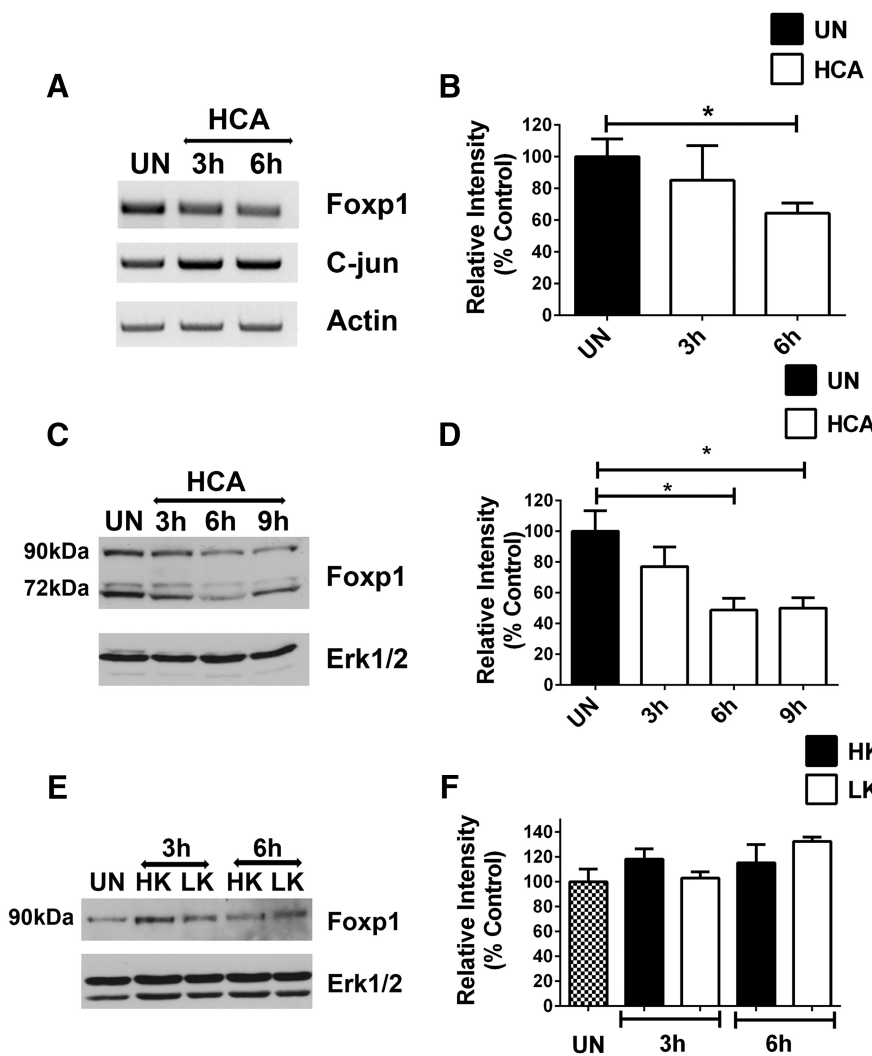 UN
HCA
A
HCA
UN 3h 6h
Foxp1
C-jun
Actin
B
Relative Intensity
(% Control)
120
100
80
60
40
20
0
*
UN 3h 6h
UN
HCA
C
HCA
UN 3h 6h 9h
90kDa
72kDa
Foxp1
Erk1/2
D
Relative Intensity
(% Control)
120
100
80
60
40
20
0
*
*
UN 3h 6h 9h
HK
LK
E
3h 6h
UN HK LK HK LK
90kDa
Foxp1
Erk1/2
F
Relative Intensity
(% Control)
140
120
100
80
60
40
20
0
UN 3h 6h